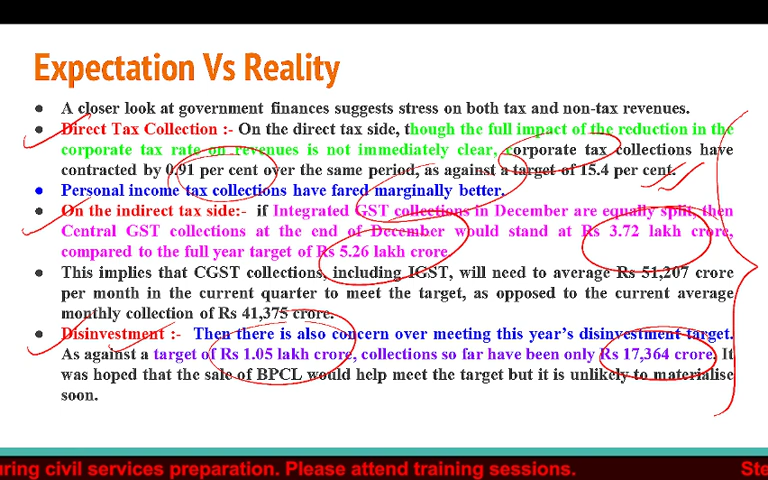 Expectation Vs Reality
● A closer look at government finances suggests stress on both tax and non-tax revenues.
● Direct Tax Collection :- On the direct tax side, though the full impact of the reduction in the
corporate tax rate on revenues is not immediately clear, corporate tax collections have
contracted by 0.91 per cent over the same period, as against a target of 15.4 per cent.
● Personal income tax collections have fared marginally better.
● On the indirect tax side:- if Integrated GST collections in December are equally split, then
Central GST collections at the end of December would stand at Rs 3.72 lakh crore,
compared to the full year target of Rs 5.26 lakh crore.
● This implies that CGST collections, including IGST, will need to average Rs 51,207 crore
per month in the current quarter to meet the target, as opposed to the current average
monthly collection of Rs 41,375 crore.
● Disinvestment :- Then there is also concern over meeting this year's disinvestment target.
As against a target of Rs 1.05 lakh crore, collections so far have been only Rs 17,364 crore. It
was hoped that the sale of BPCL would help meet the target but it is unlikely to materialise
soon.
uring civil services preparation. Please attend training sessions. Ste